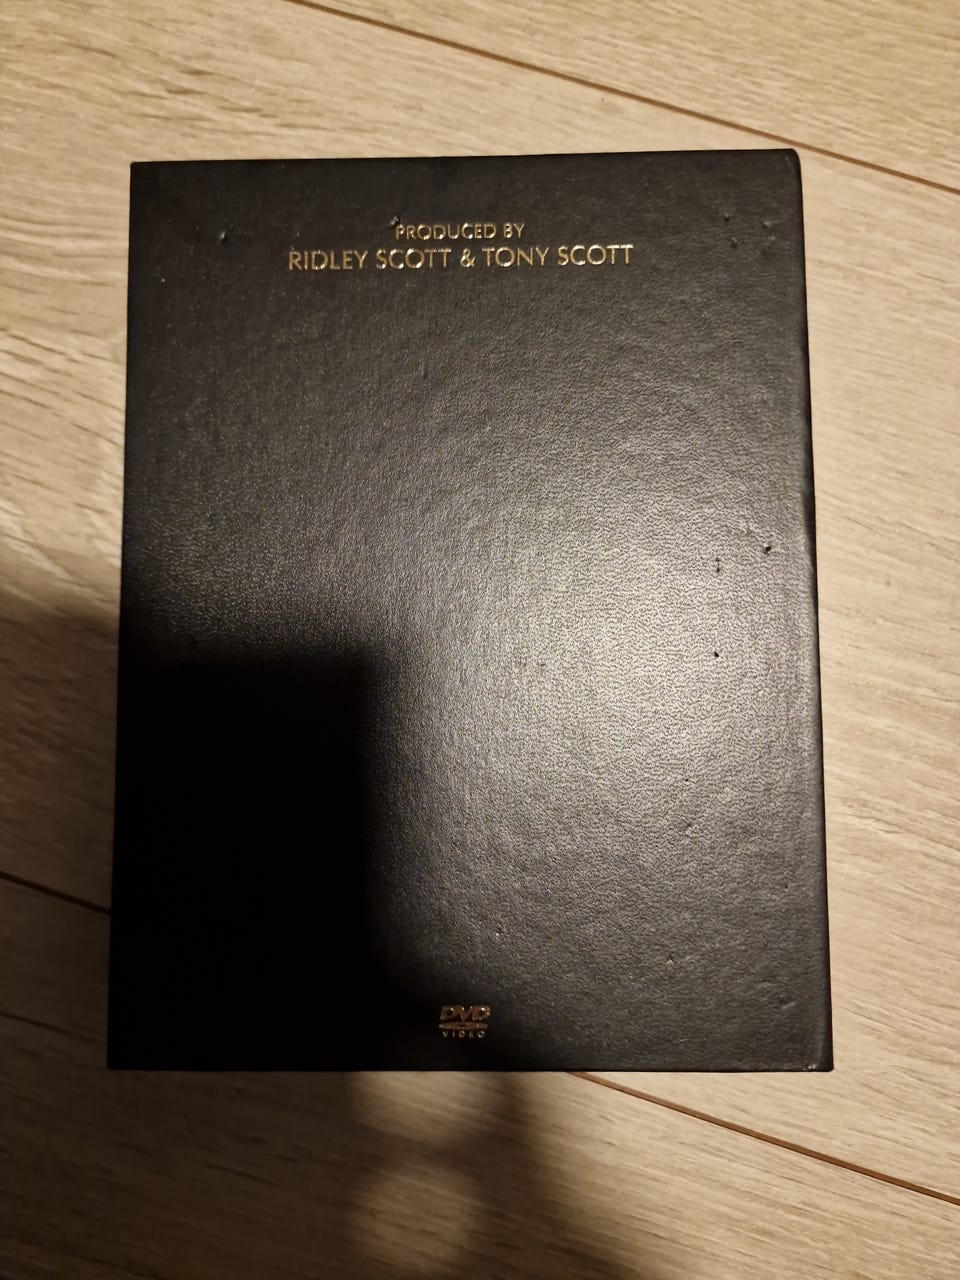 PRODUCED BY
RIDLEY SCOTT & TONY SCOTT
DVD
VIDEO